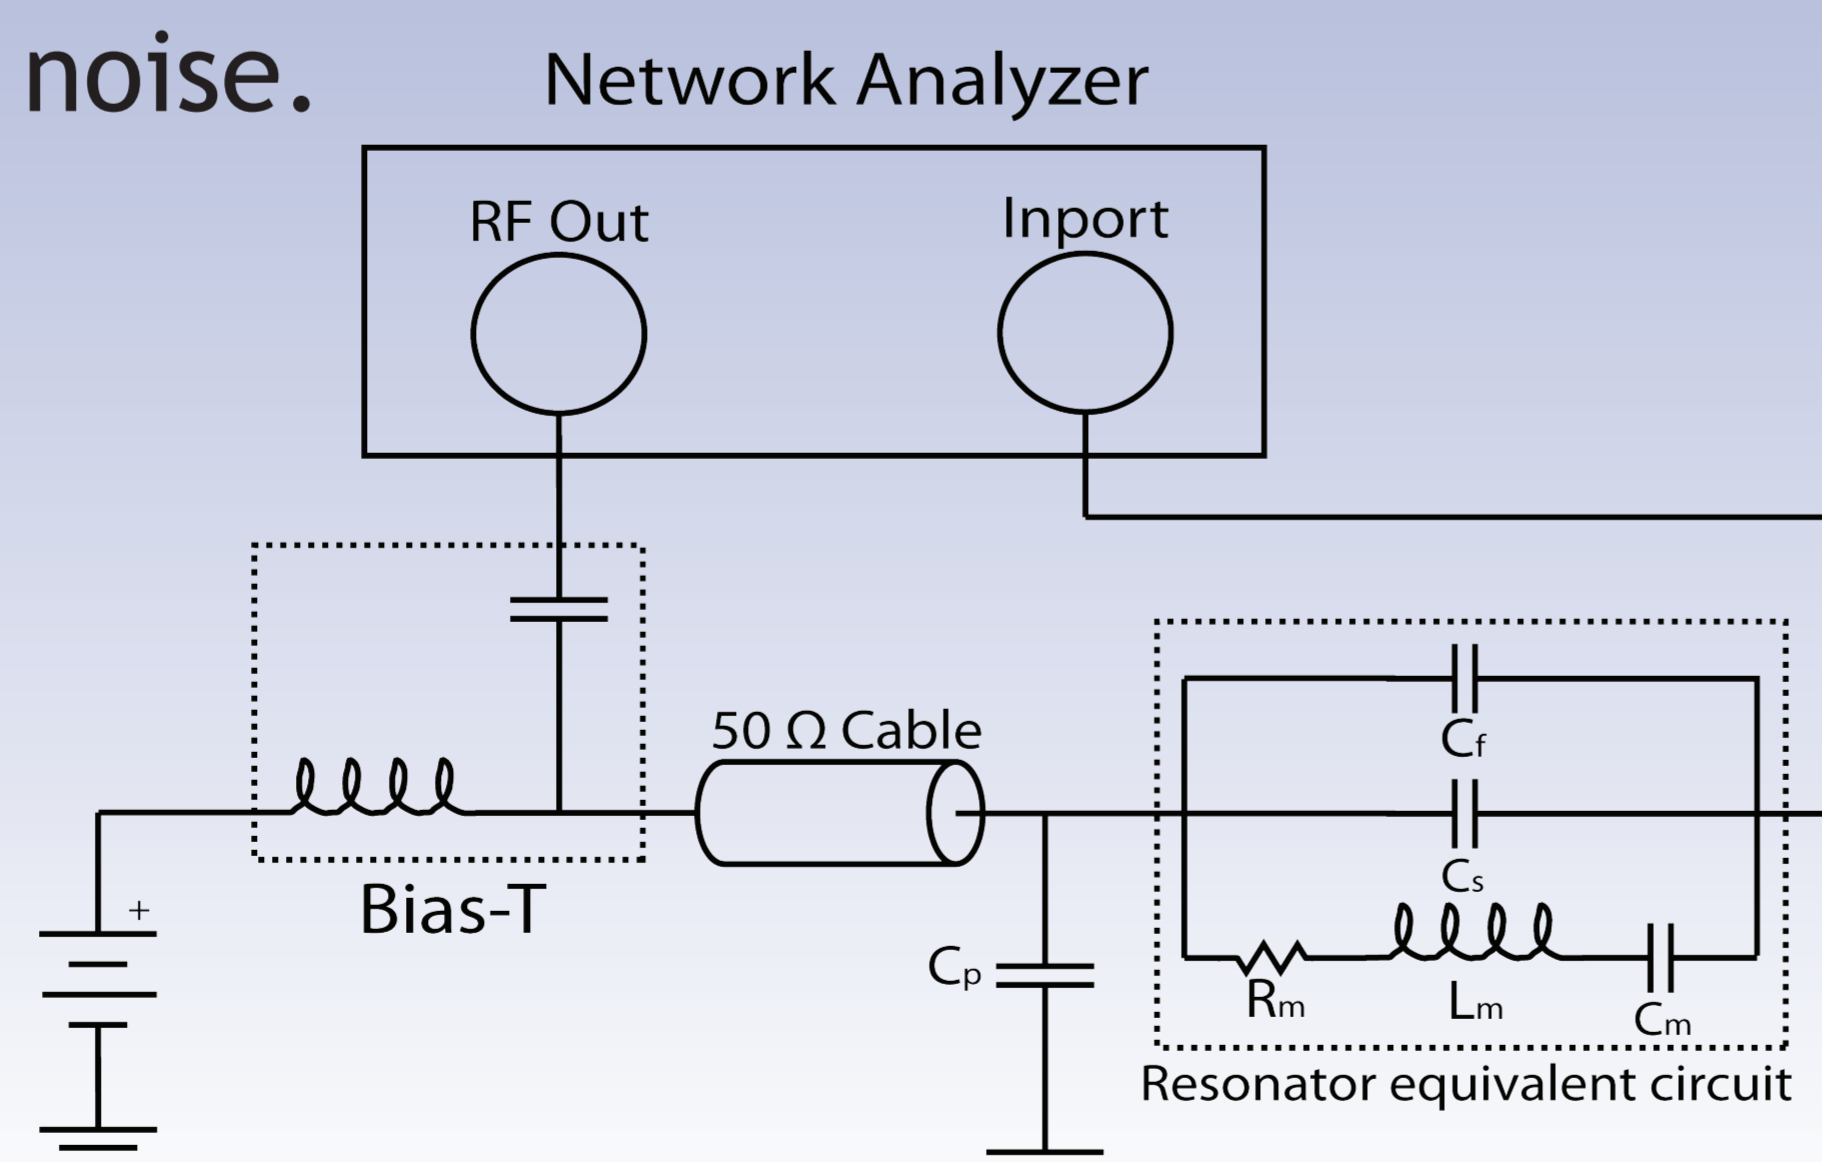 noise.
Network Analyzer
RF Out
Inport
50 Ω Cable
Cf
Cs
Bias-T
+
Cp
Rm
Lm
Cm
Resonator equivalent circuit